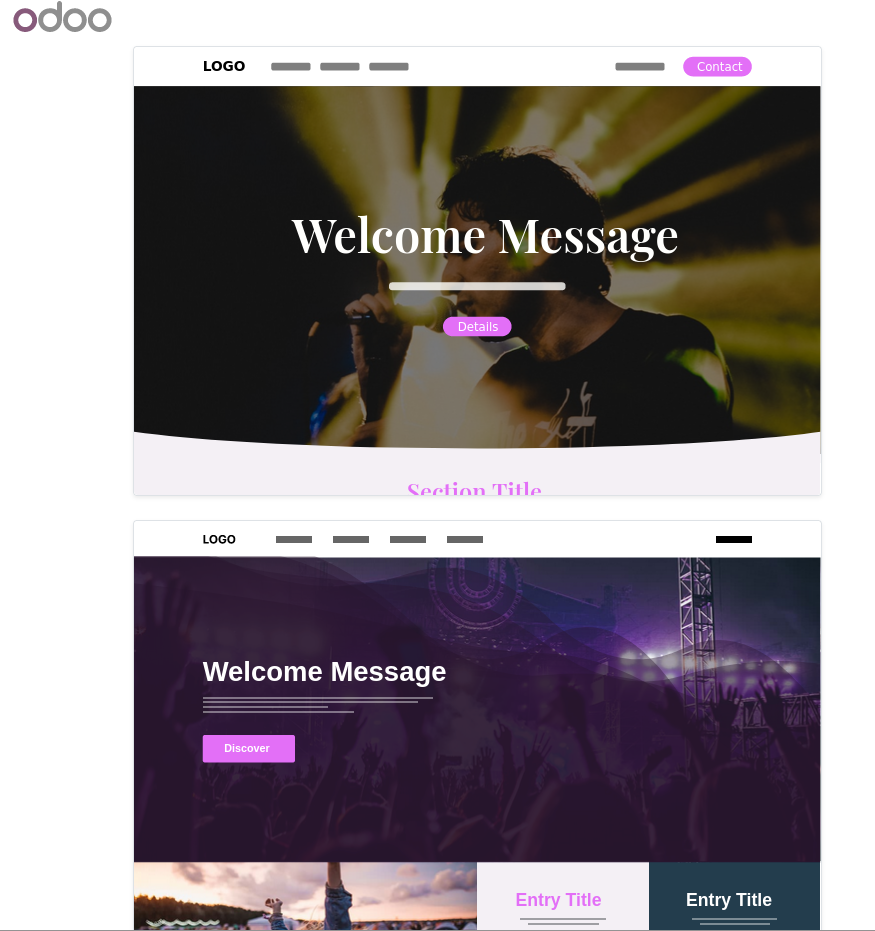 odoo
LOGO
Contact
Welcome Message
Details
Section Title
LOGO
Welcome Message
Discover
Entry Title
Entry Title